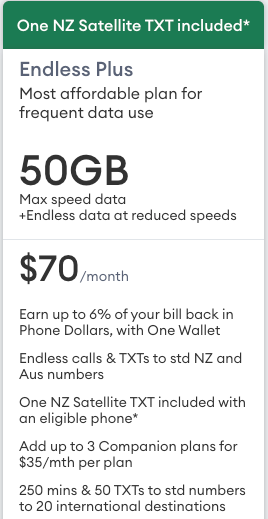 One NZ Satellite TXT included*
Endless Plus
Most affordable plan for
frequent data use
50GB
Max speed data
+Endless data at reduced speeds
$70/month
Earn up to 6% of your bill back in
Phone Dollars, with One Wallet
Endless calls & TXTs to std NZ and
Aus numbers
One NZ Satellite TXT included with
an eligible phone*
Add up to 3 Companion plans for
$35/mth per plan
250 mins & 50 TXTs to std numbers
to 20 international destinations